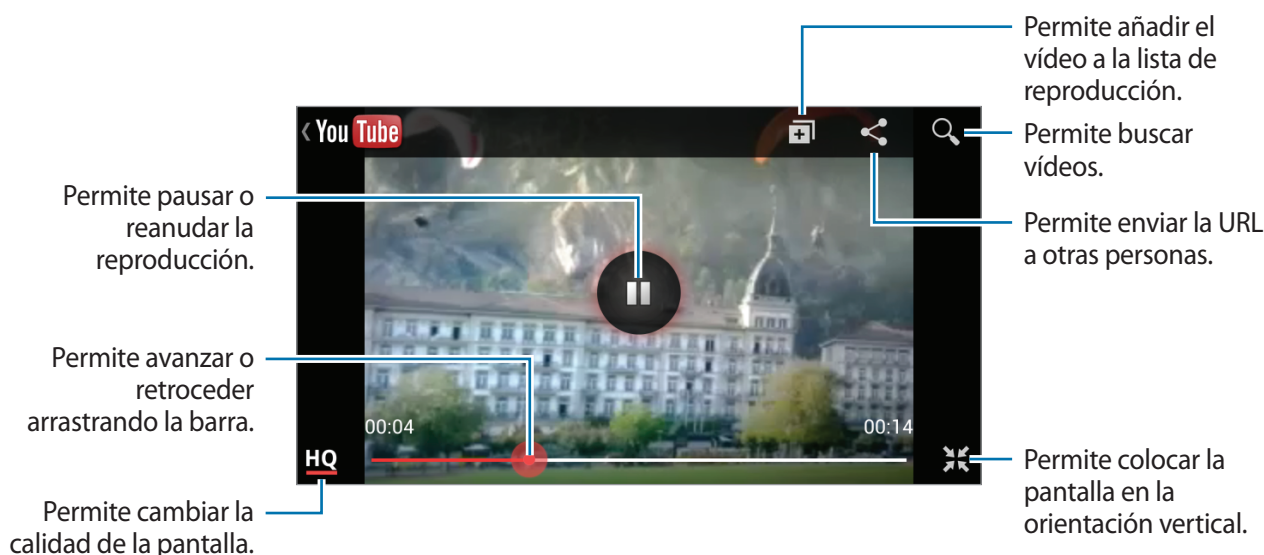 Permite añadir el
vídeo a la lista de
reproducción.
You Tube
Permite buscar
vídeos.
Permite pausar o
reanudar la
reproducción.
Permite enviar la URL
a otras personas.
Permite avanzar o
retroceder
arrastrando la barra.
00:04
00:14
HQ
Permite colocar la
pantalla en la
orientación vertical.
Permite cambiar la
calidad de la pantalla.